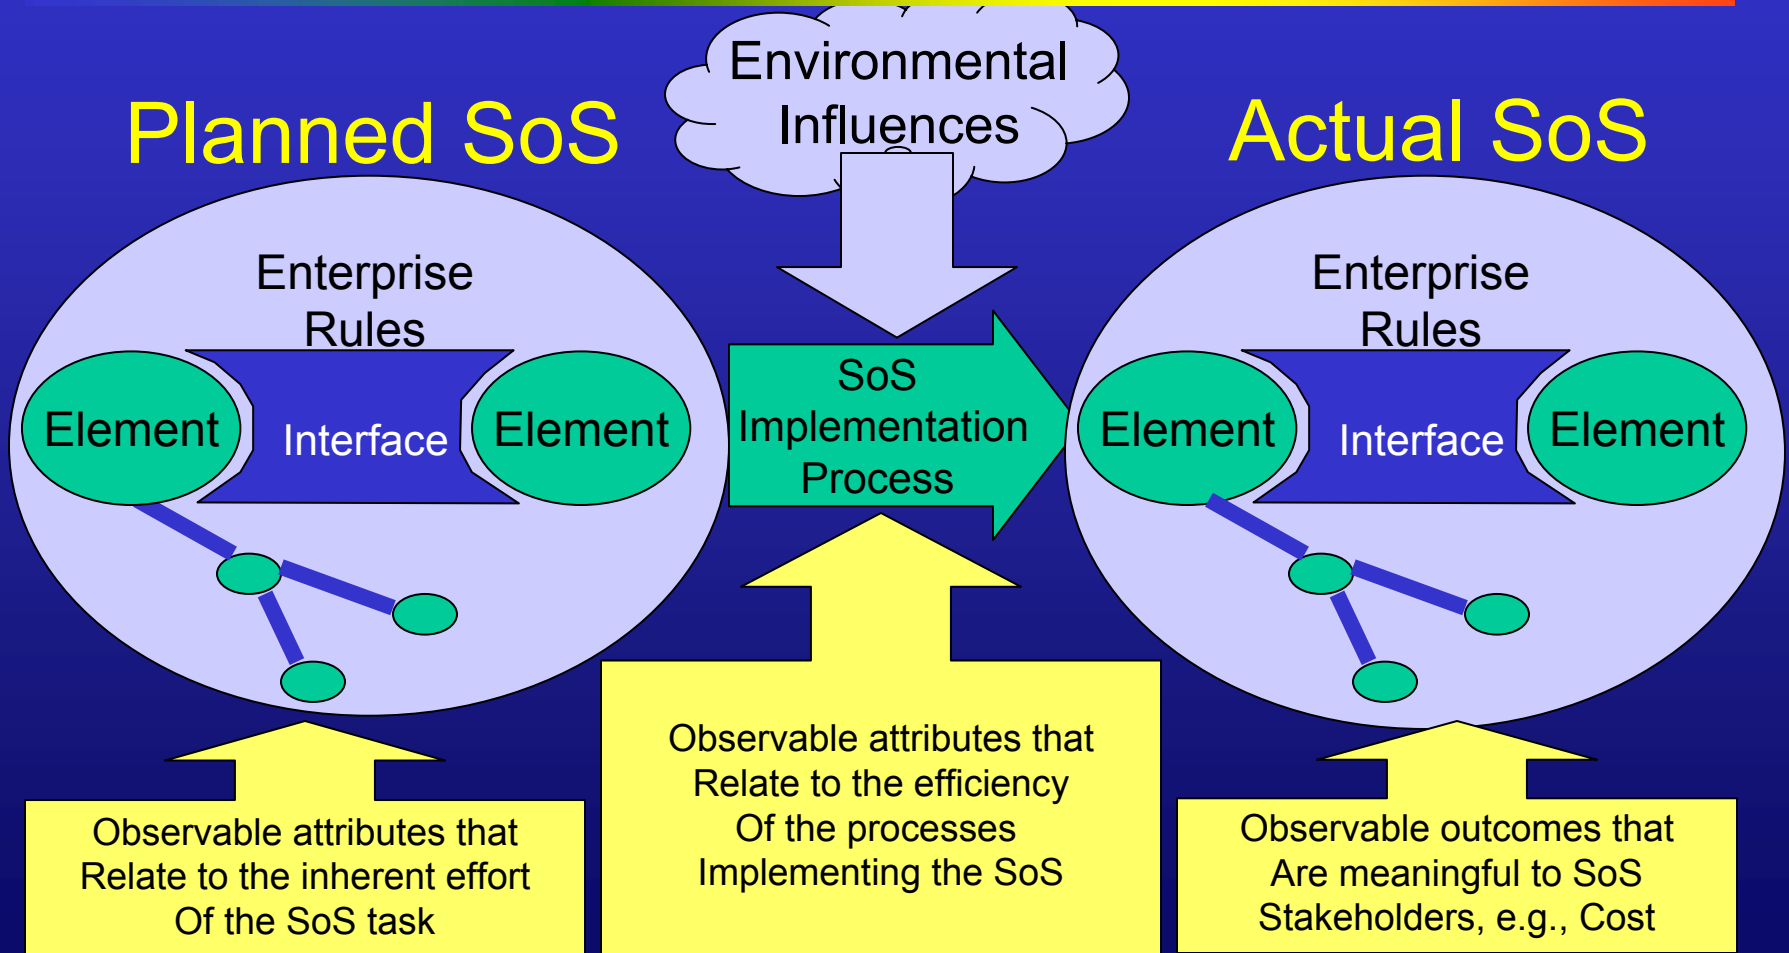 Environmental
Influences
Planned SoS
Actual SoS
Enterprise
Rules
Element
Interface
Element
SoS
Implementation
Process
Enterprise
Rules
Element
Interface
Element
Observable attributes that
Relate to the inherent effort
Of the SoS task
Observable attributes that
Relate to the efficiency
Of the processes
Implementing the SoS
Observable outcomes that
Are meaningful to SoS
Stakeholders, e.g., Cost